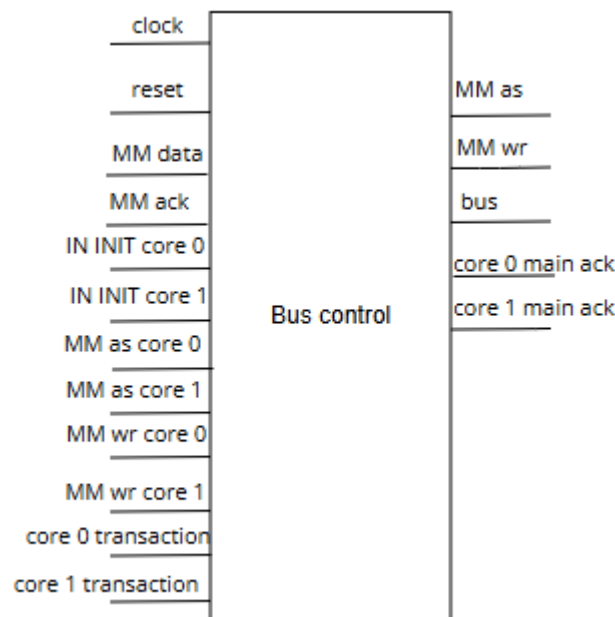 clock
reset
MM data
MM ack
IN INIT core 0
IN INIT core 1
MM as core 0
MM as core 1
MM wr core 0
MM wr core 1
core 0 transaction
core 1 transaction
Bus control
MM as
MM wr
bus
core 0 main ack
core 1 main ack